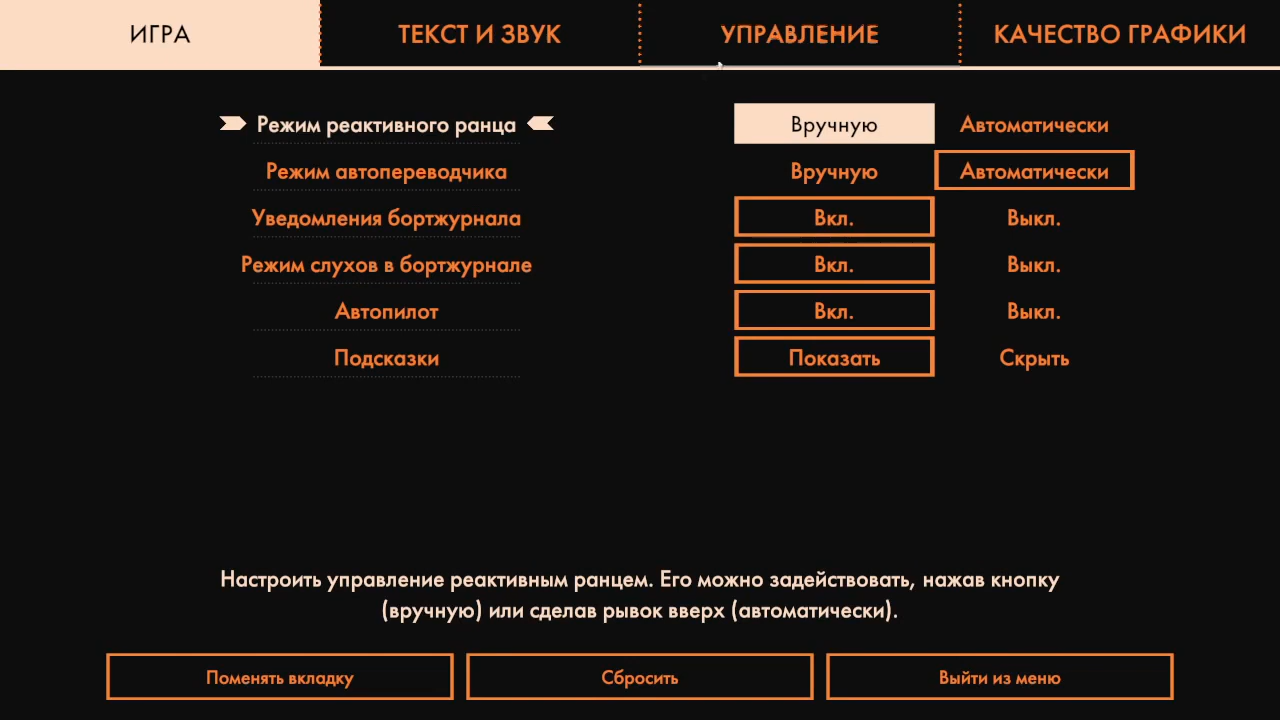 ИГРА ТЕКСТ И ЗВУК УПРАВЛЕНИЕ КАЧЕСТВО ГРАФИКИ
Режим реактивного ранца Вручную Автоматически
Режим автопереводчика Вручную Автоматически
Уведомления бортжурнала Вкл. Выкл.
Режим слухов в бортжурнале Вкл. Выкл.
Автопилот Вкл. Выкл.
Подсказки Показать Скрыть
Настроить управление реактивным ранцем. Его можно задействовать, нажав кнопку
(вручную) или сделав рывок вверх (автоматически).
Поменять вкладку Сбросить Выйти из меню